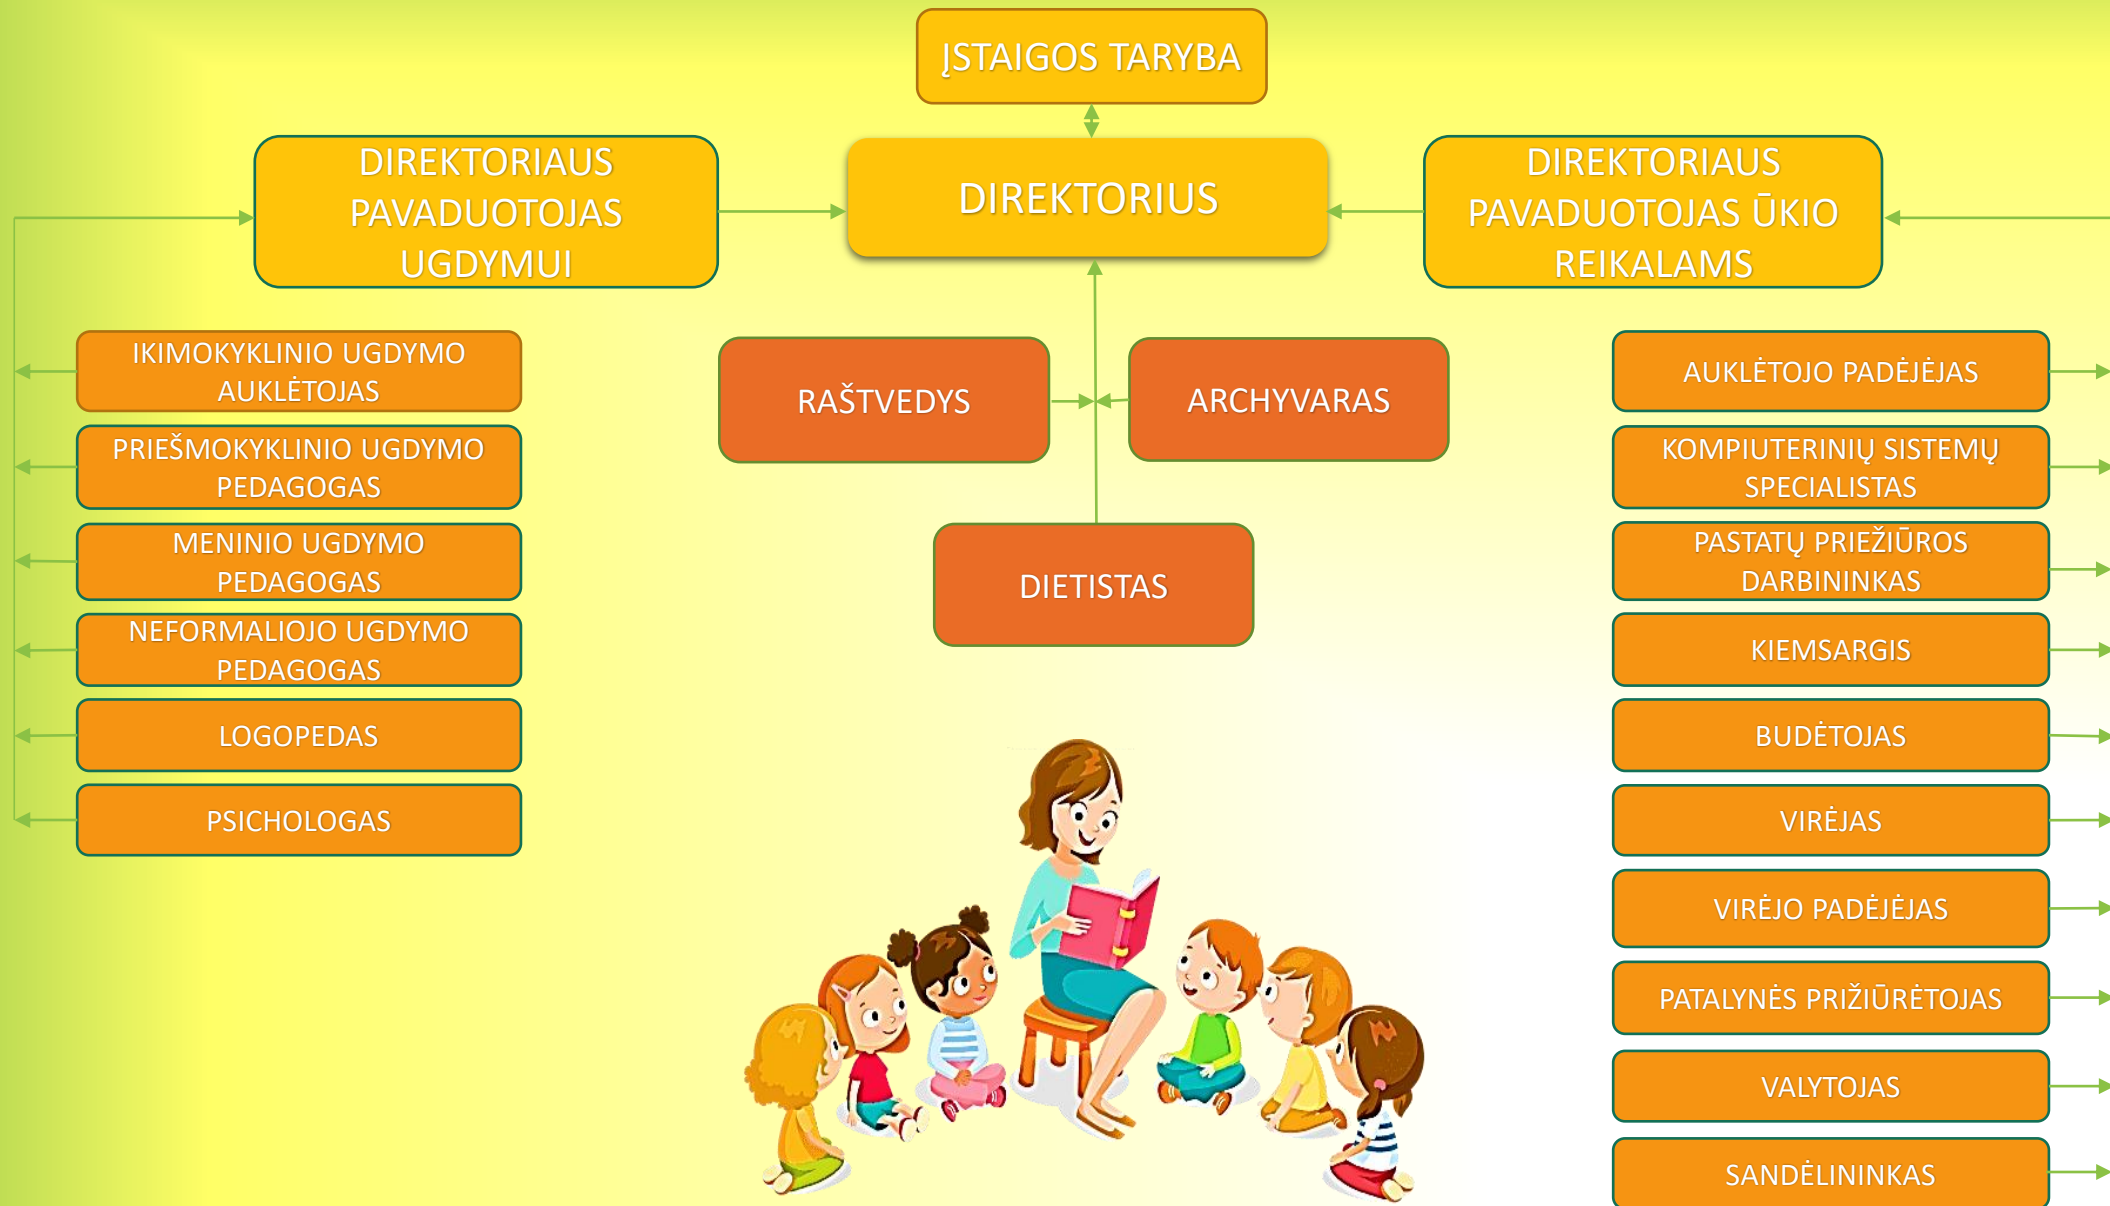 ĮSTAIGOS TARYBA
DIREKTORIAUS
PAVADUOTOJAS
UGDYMUI
DIREKTORIUS
DIREKTORIAUS
PAVADUOTOJAS ŪKIO
REIKALAMS
IKIMOKYKLINIO UGDYMO
AUKLĖTOJAS
PRIEŠMOKYKLINIO UGDYMO
PEDAGOGAS
MENINIO UGDYMO
PEDAGOGAS
NEFORMALIOJO UGDYMO
PEDAGOGAS
LOGOPEDAS
PSICHOLOGAS
RAŠTVEDYS
ARCHYVARAS
DIETISTAS
AUKLĖTOJO PADĖJĖJAS
KOMPIUTERINIŲ SISTEMŲ
SPECIALISTAS
PASTATŲ PRIEŽIŪROS
DARBININKAS
KIEMSARGIS
BUDĖTOJAS
VIRĖJAS
VIRĖJO PADĖJĖJAS
PATALYNĖS PRIŽIŪRĖTOJAS
VALYTOJAS
SANDĖLININKAS